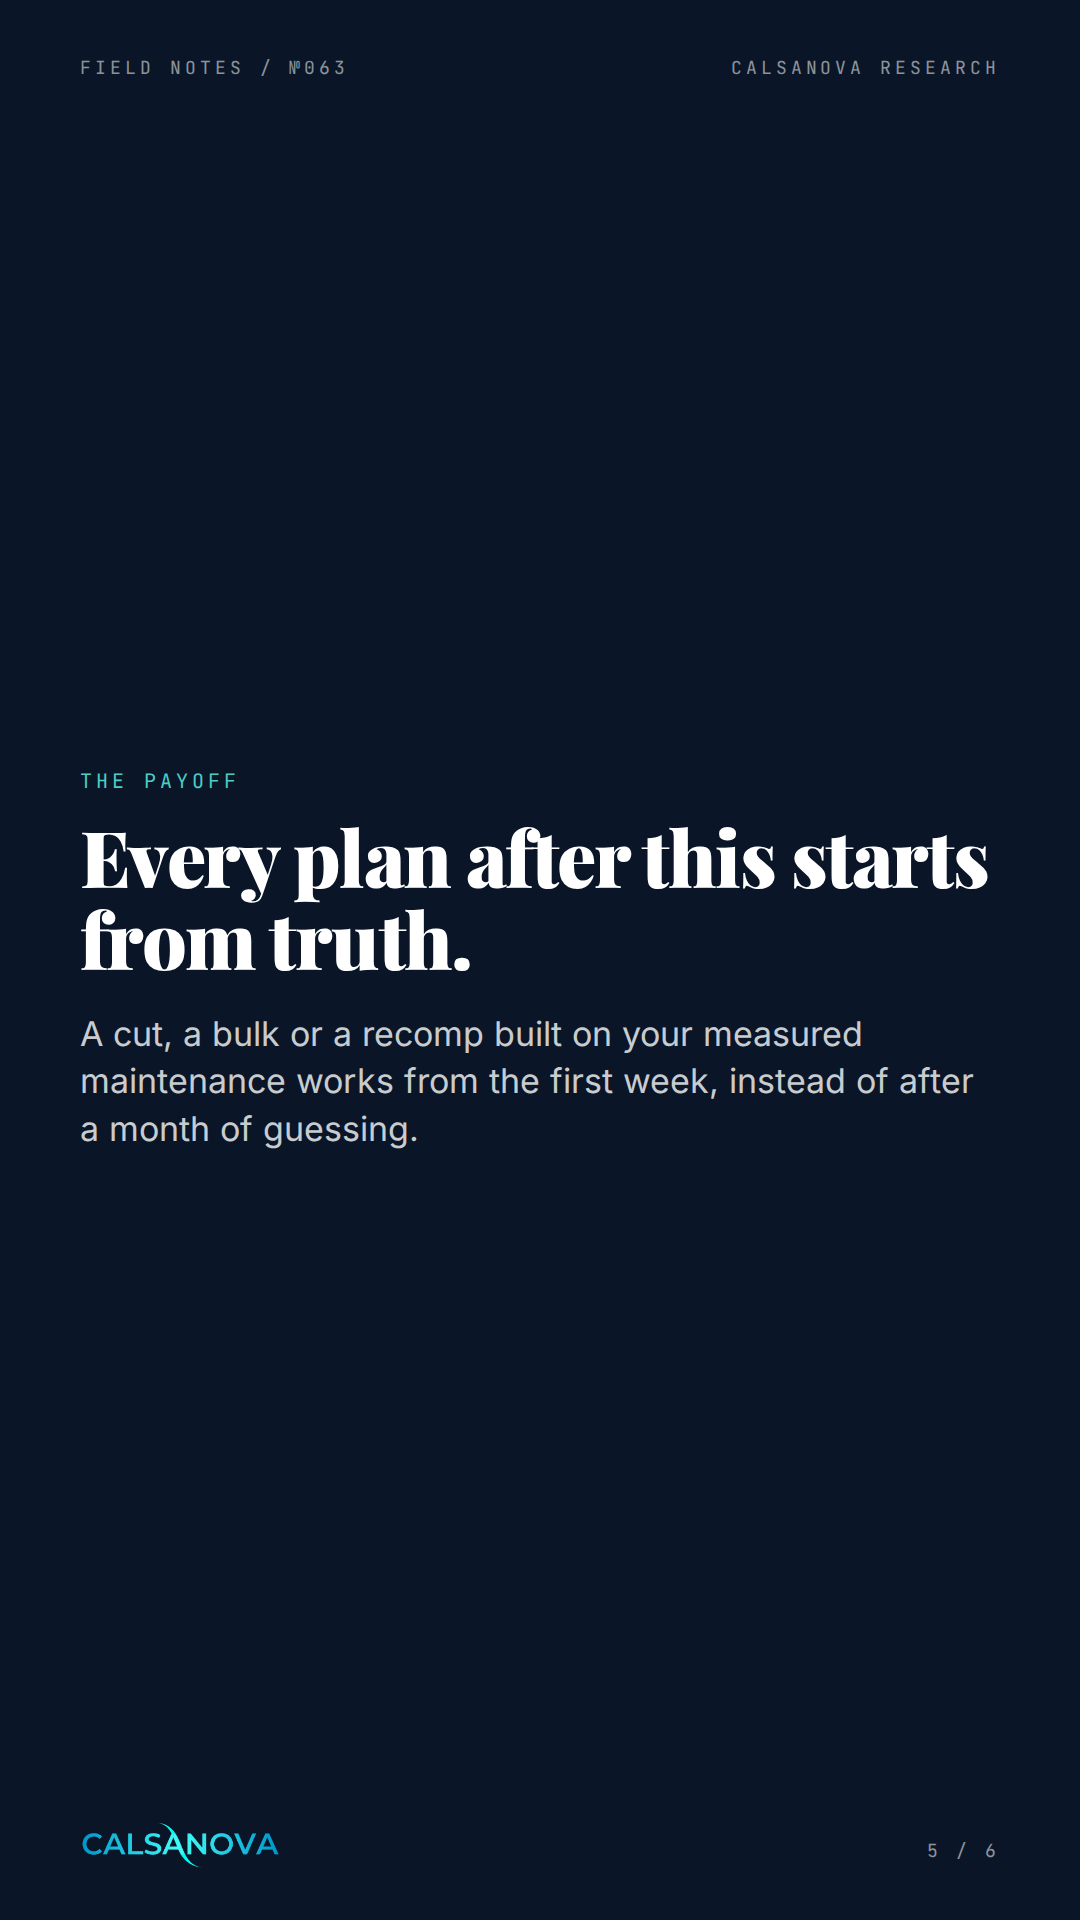 FIELD NOTES / №063
CALSANOVA RESEARCH
THE PAYOFF
Every plan after this starts
from truth.
A cut, a bulk or a recomp built on your measured
maintenance works from the first week, instead of after
a month of guessing.
CALSANOVA
5 / 6